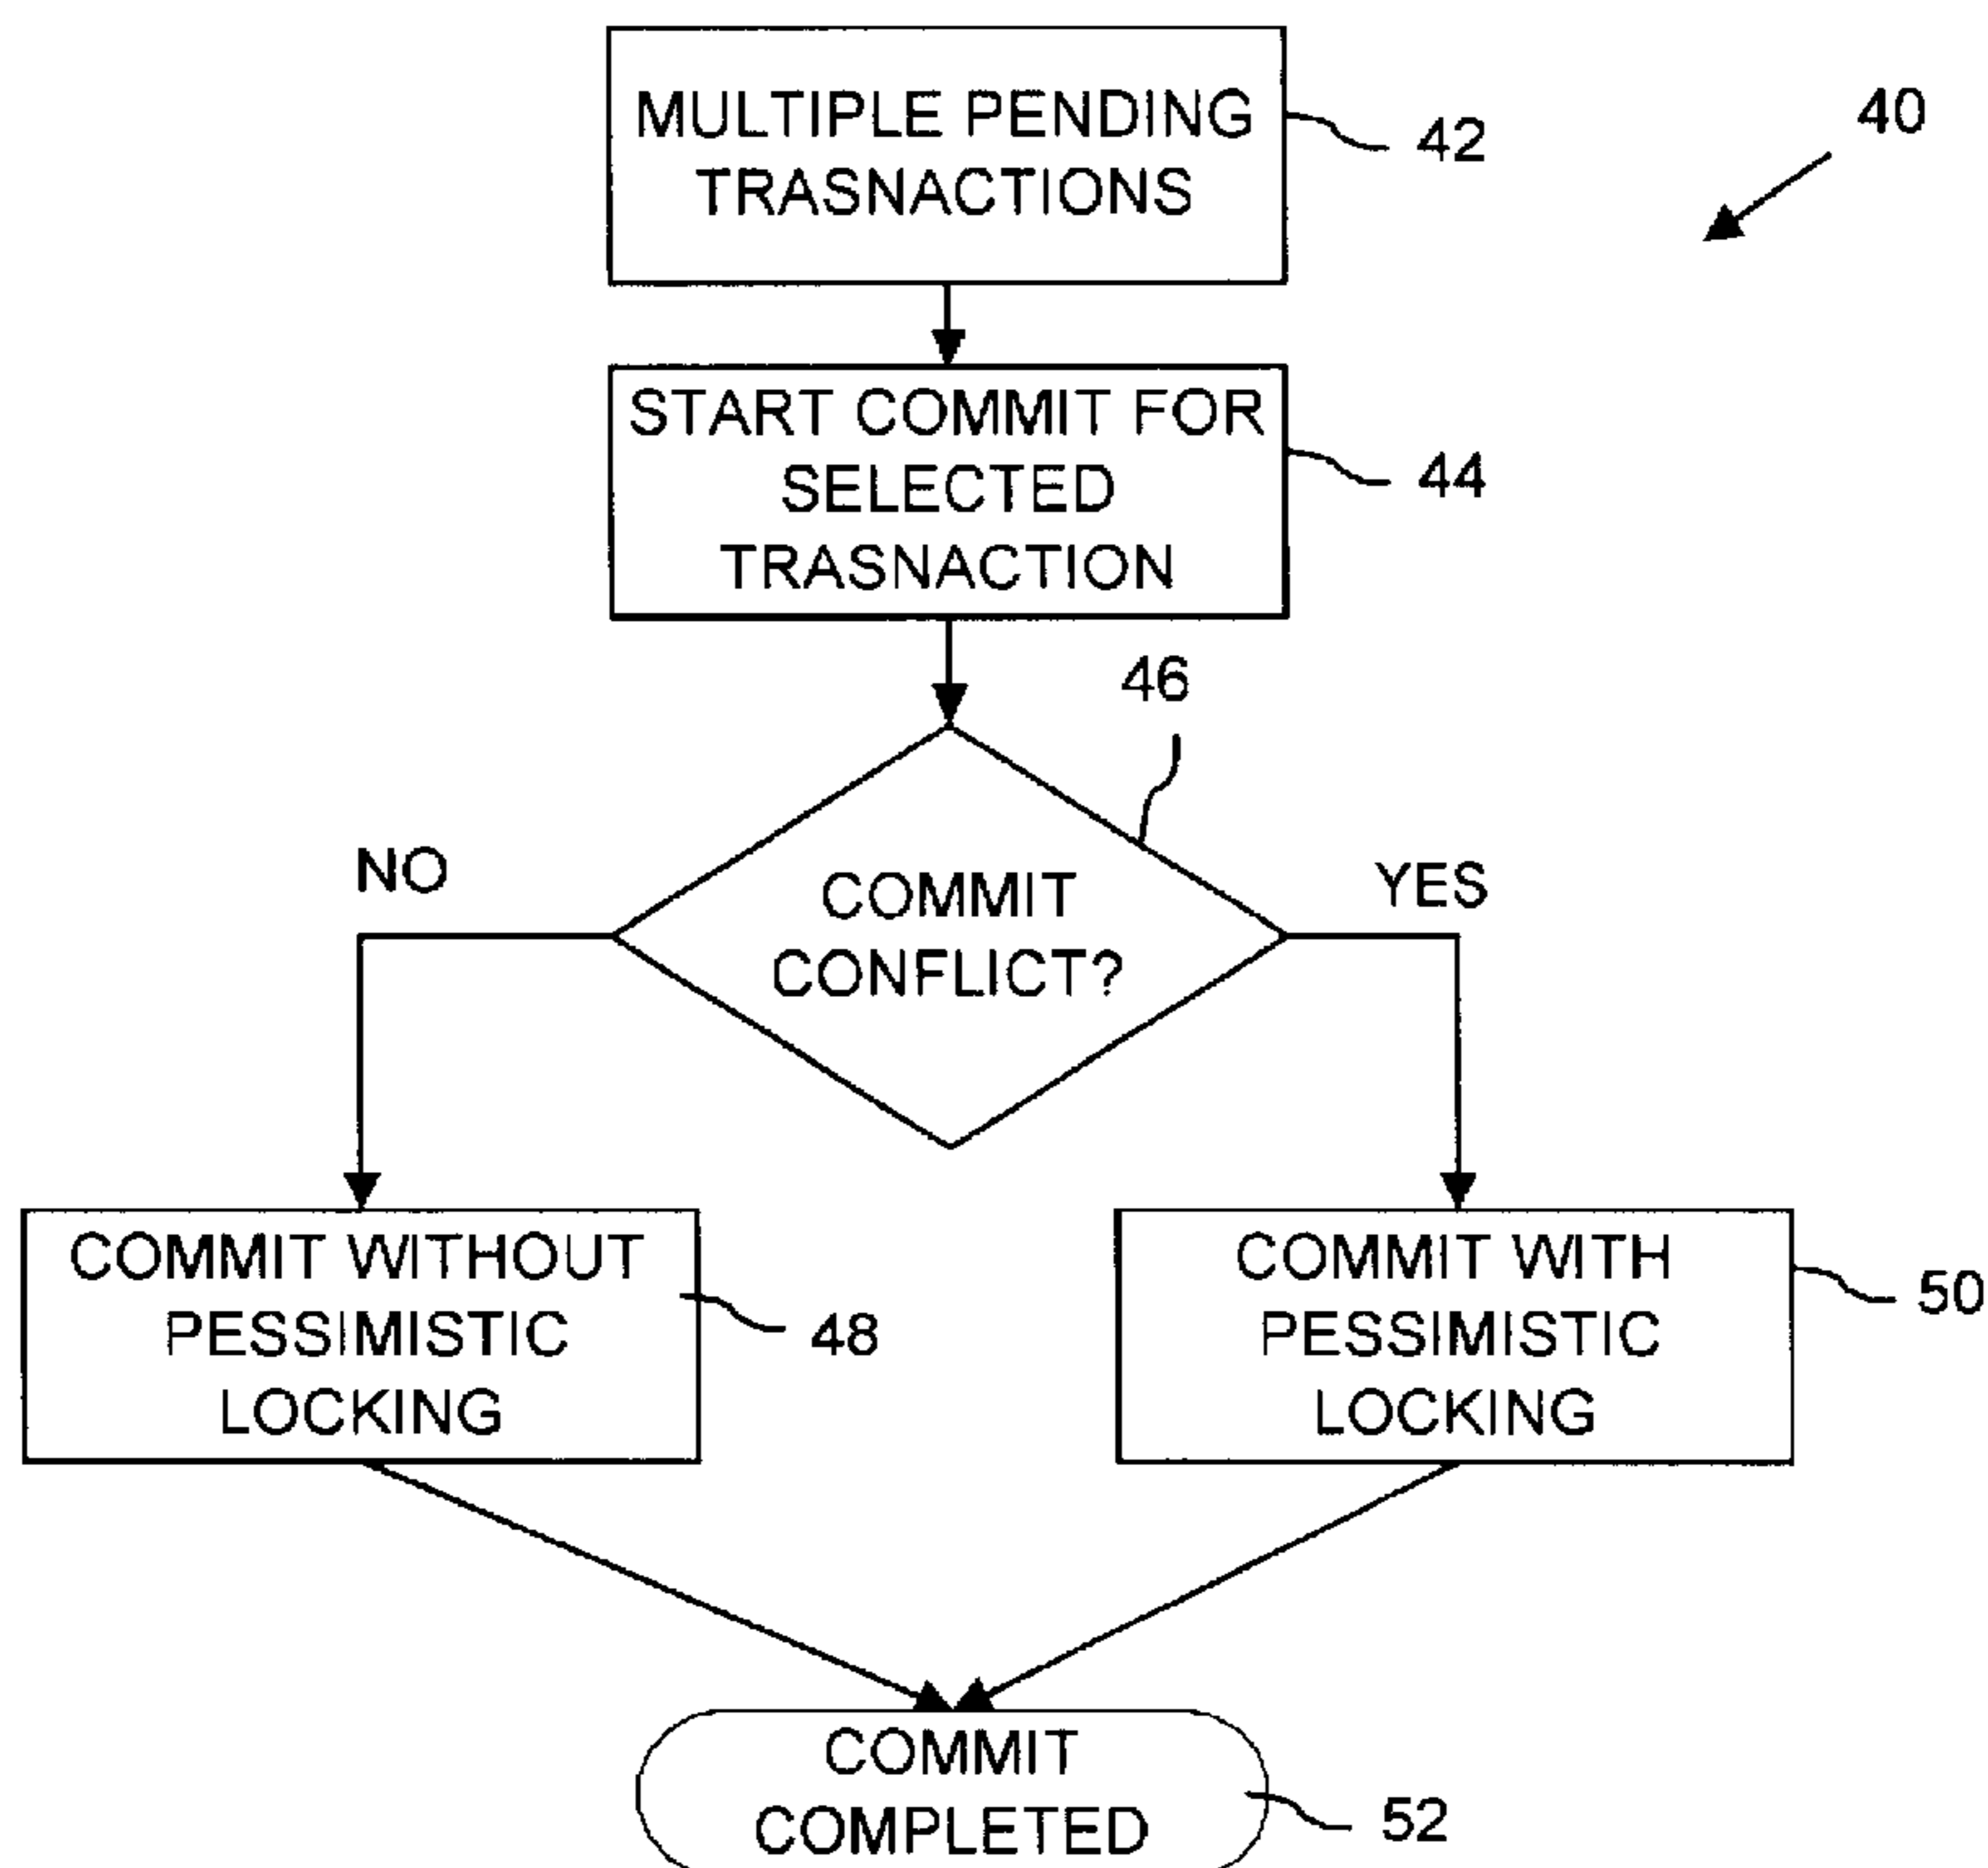 MULTIPLE PENDING
TRASNACTIONS
42
40
START COMMIT FOR
SELECTED
TRASNACTION
44
46
NO
COMMIT
CONFLICT?
YES
COMMIT WITHOUT
PESSIMISTIC
LOCKING
48
COMMIT WITH
PESSIMISTIC
LOCKING
50
COMMIT
COMPLETED
52